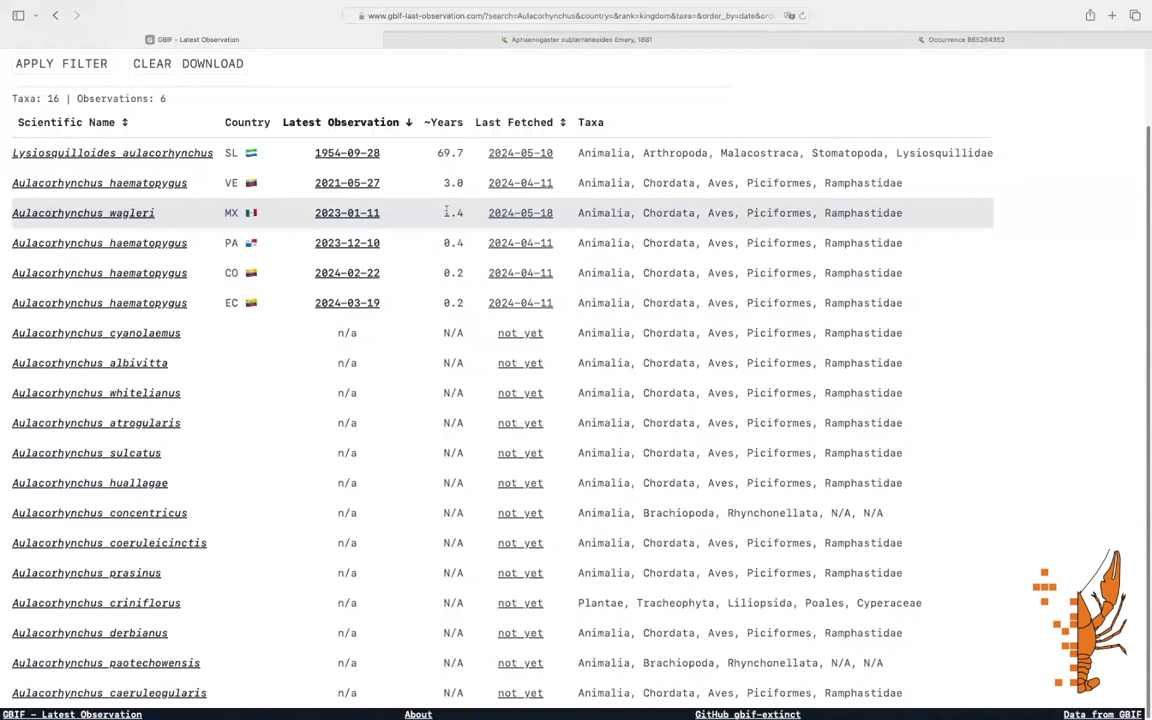 www.gbif-last-observation.com/?search=Aulacorhynchus&country=&rank=kingdom&taxa=&order_by=date&ord
GBIF - Latest Observation
Aphaenogaster subterraneoides Emery, 1881
Occurrence 865264352
APPLY FILTER CLEAR DOWNLOAD
Taxa: 16 | Observations: 6
Scientific Name ↕ Country Latest Observation ↓ ~Years Last Fetched ↕ Taxa
Lysiosquilloides aulacorhynchus SL 1954-09-28 69.7 2024-05-10 Animalia, Arthropoda, Malacostraca, Stomatopoda, Lysiosquillidae
Aulacorhynchus haematopygus VE 2021-05-27 3.0 2024-04-11 Animalia, Chordata, Aves, Piciformes, Ramphastidae
Aulacorhynchus wagleri MX 2023-01-11 1.4 2024-05-18 Animalia, Chordata, Aves, Piciformes, Ramphastidae
Aulacorhynchus haematopygus PA 2023-12-10 0.4 2024-04-11 Animalia, Chordata, Aves, Piciformes, Ramphastidae
Aulacorhynchus haematopygus CO 2024-02-22 0.2 2024-04-11 Animalia, Chordata, Aves, Piciformes, Ramphastidae
Aulacorhynchus haematopygus EC 2024-03-19 0.2 2024-04-11 Animalia, Chordata, Aves, Piciformes, Ramphastidae
Aulacorhynchus cyanolaemus n/a N/A not yet Animalia, Chordata, Aves, Piciformes, Ramphastidae
Aulacorhynchus albivitta n/a N/A not yet Animalia, Chordata, Aves, Piciformes, Ramphastidae
Aulacorhynchus whitelianus n/a N/A not yet Animalia, Chordata, Aves, Piciformes, Ramphastidae
Aulacorhynchus atrogularis n/a N/A not yet Animalia, Chordata, Aves, Piciformes, Ramphastidae
Aulacorhynchus sulcatus n/a N/A not yet Animalia, Chordata, Aves, Piciformes, Ramphastidae
Aulacorhynchus huallagae n/a N/A not yet Animalia, Chordata, Aves, Piciformes, Ramphastidae
Aulacorhynchus concentricus n/a N/A not yet Animalia, Brachiopoda, Rhynchonellata, N/A, N/A
Aulacorhynchus coeruleicinctis n/a N/A not yet Animalia, Chordata, Aves, Piciformes, Ramphastidae
Aulacorhynchus prasinus n/a N/A not yet Animalia, Chordata, Aves, Piciformes, Ramphastidae
Aulacorhynchus criniflorus n/a N/A not yet Plantae, Tracheophyta, Liliopsida, Poales, Cyperaceae
Aulacorhynchus derbianus n/a N/A not yet Animalia, Chordata, Aves, Piciformes, Ramphastidae
Aulacorhynchus paotechowensis n/a N/A not yet Animalia, Brachiopoda, Rhynchonellata, N/A, N/A
Aulacorhynchus caeruleogularis n/a N/A not yet Animalia, Chordata, Aves, Piciformes, Ramphastidae
GBIF - Latest Observation About GitHub gbif-extinct Data from GBIF